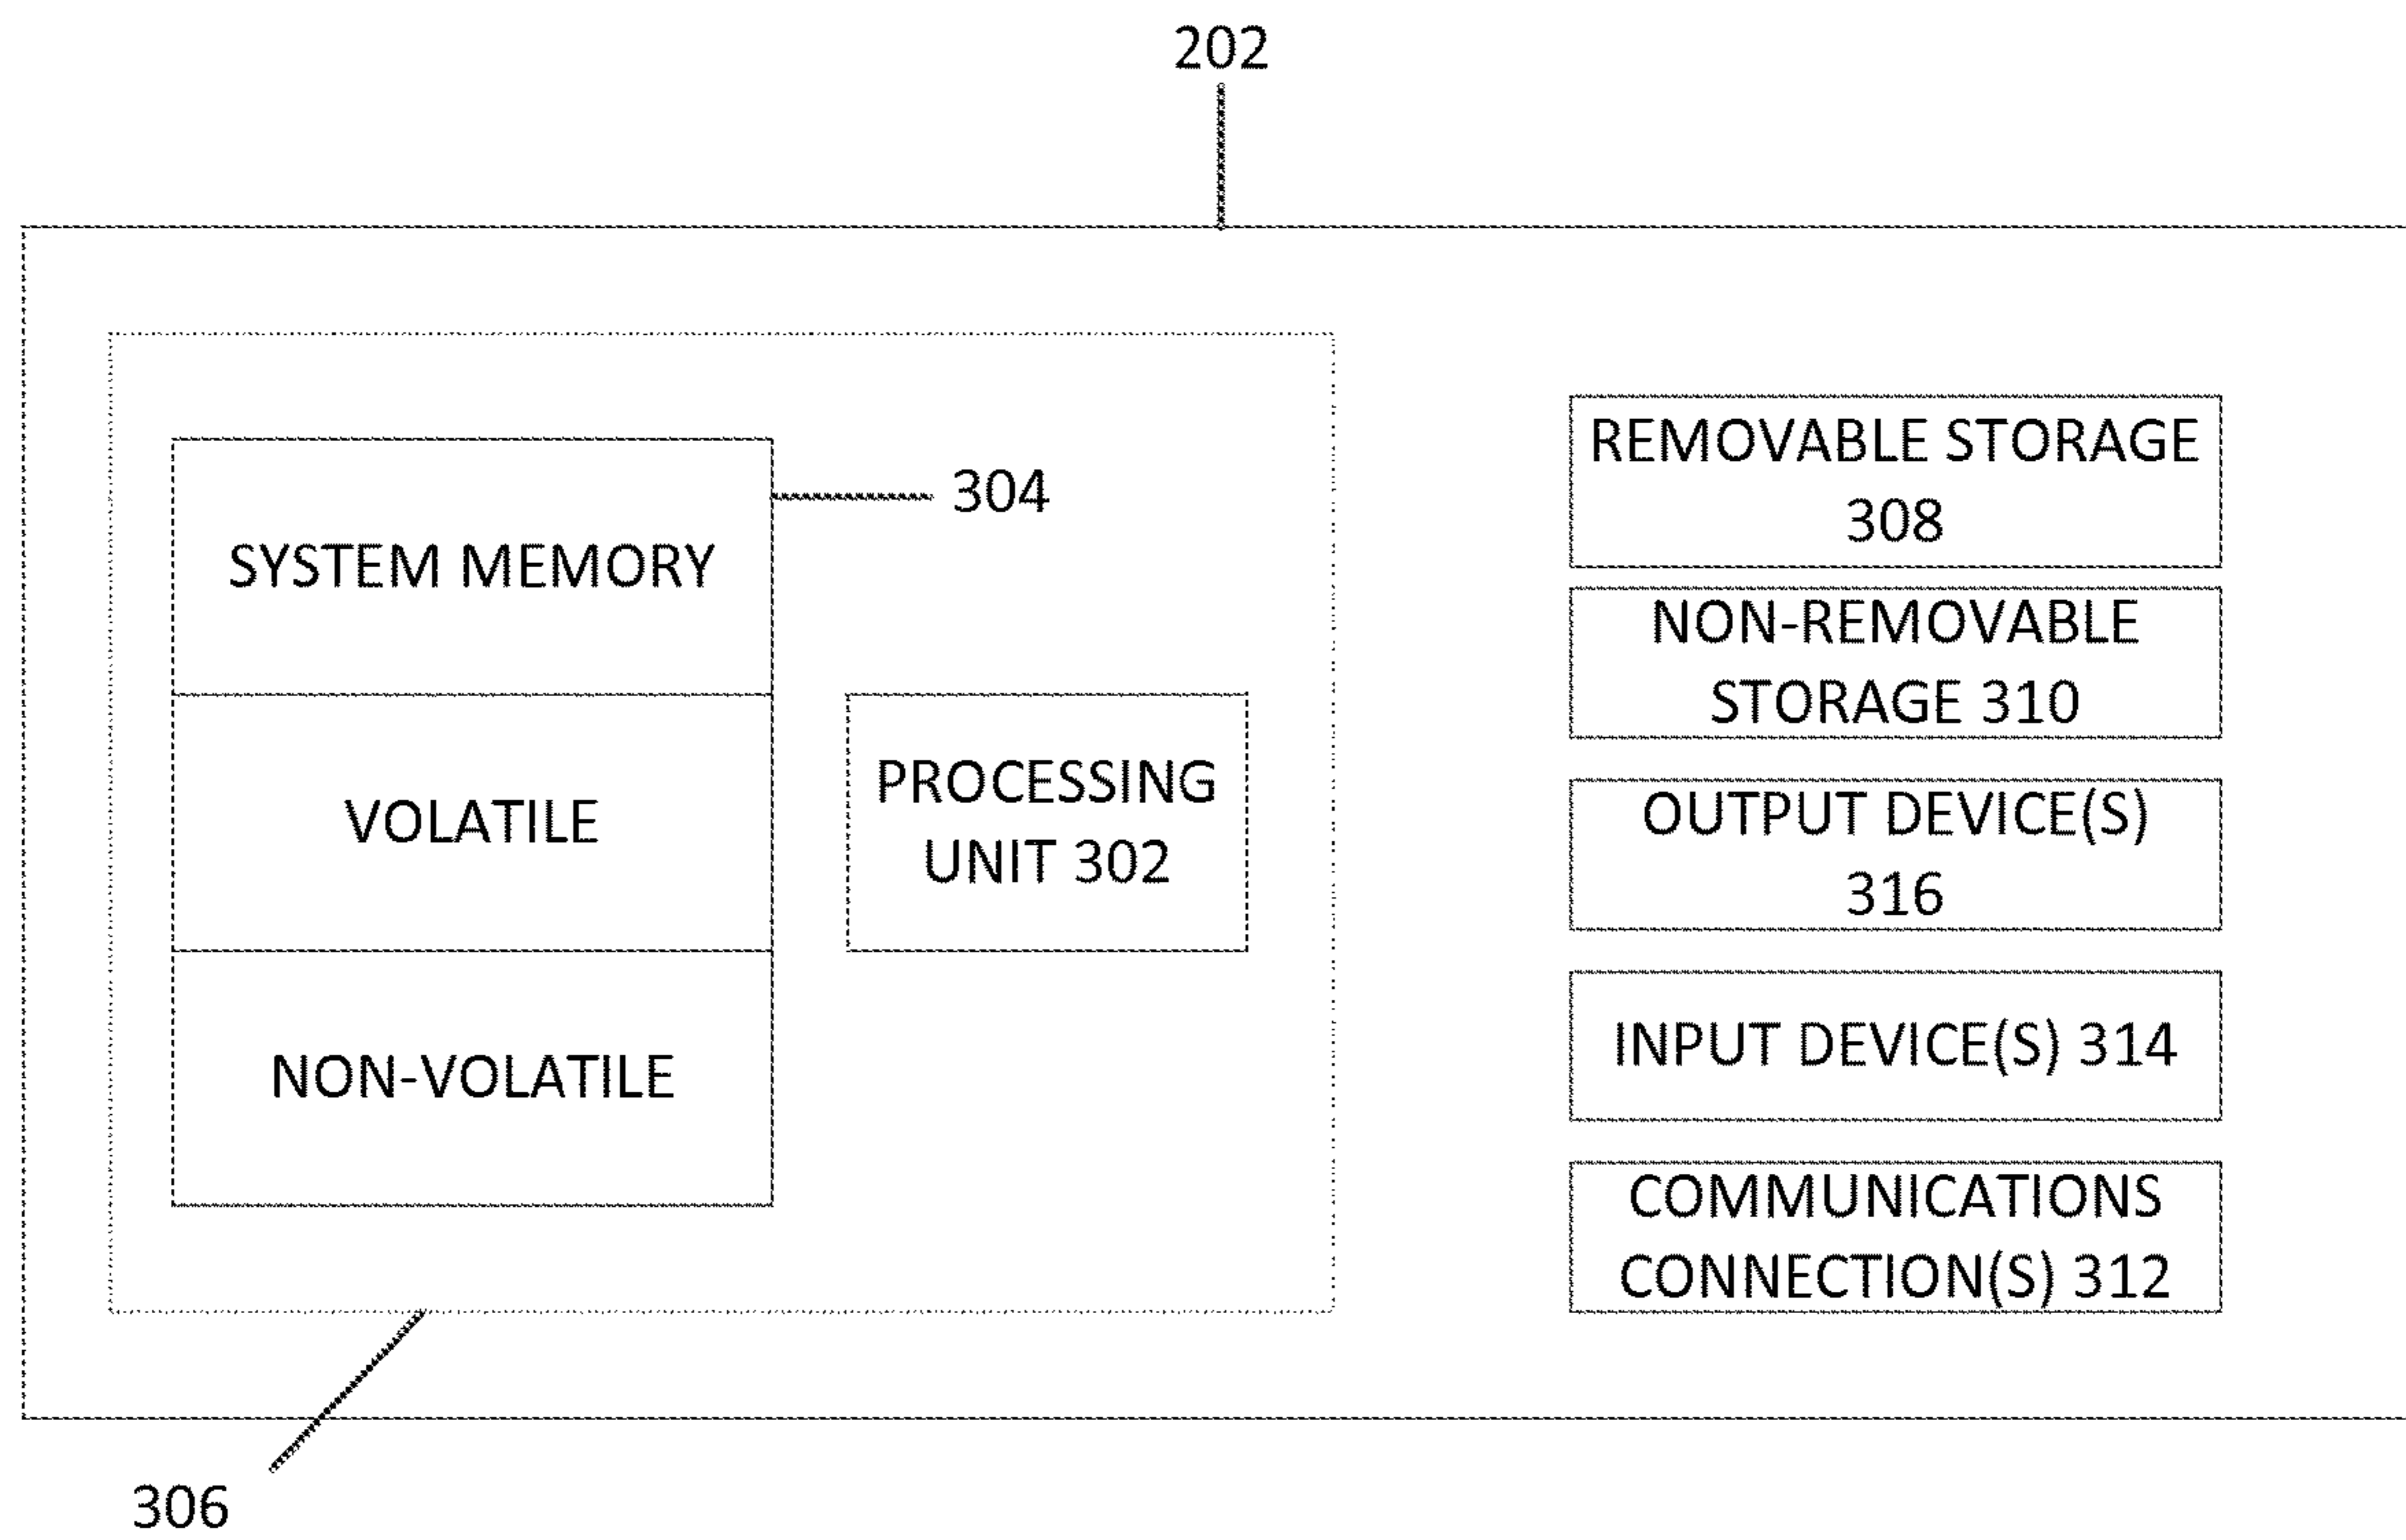 202
304
SYSTEM MEMORY
VOLATILE
NON-VOLATILE
PROCESSING
UNIT 302
REMOVABLE STORAGE
308
NON-REMOVABLE
STORAGE 310
OUTPUT DEVICE(S)
316
INPUT DEVICE(S) 314
COMMUNICATIONS
CONNECTION(S) 312
306